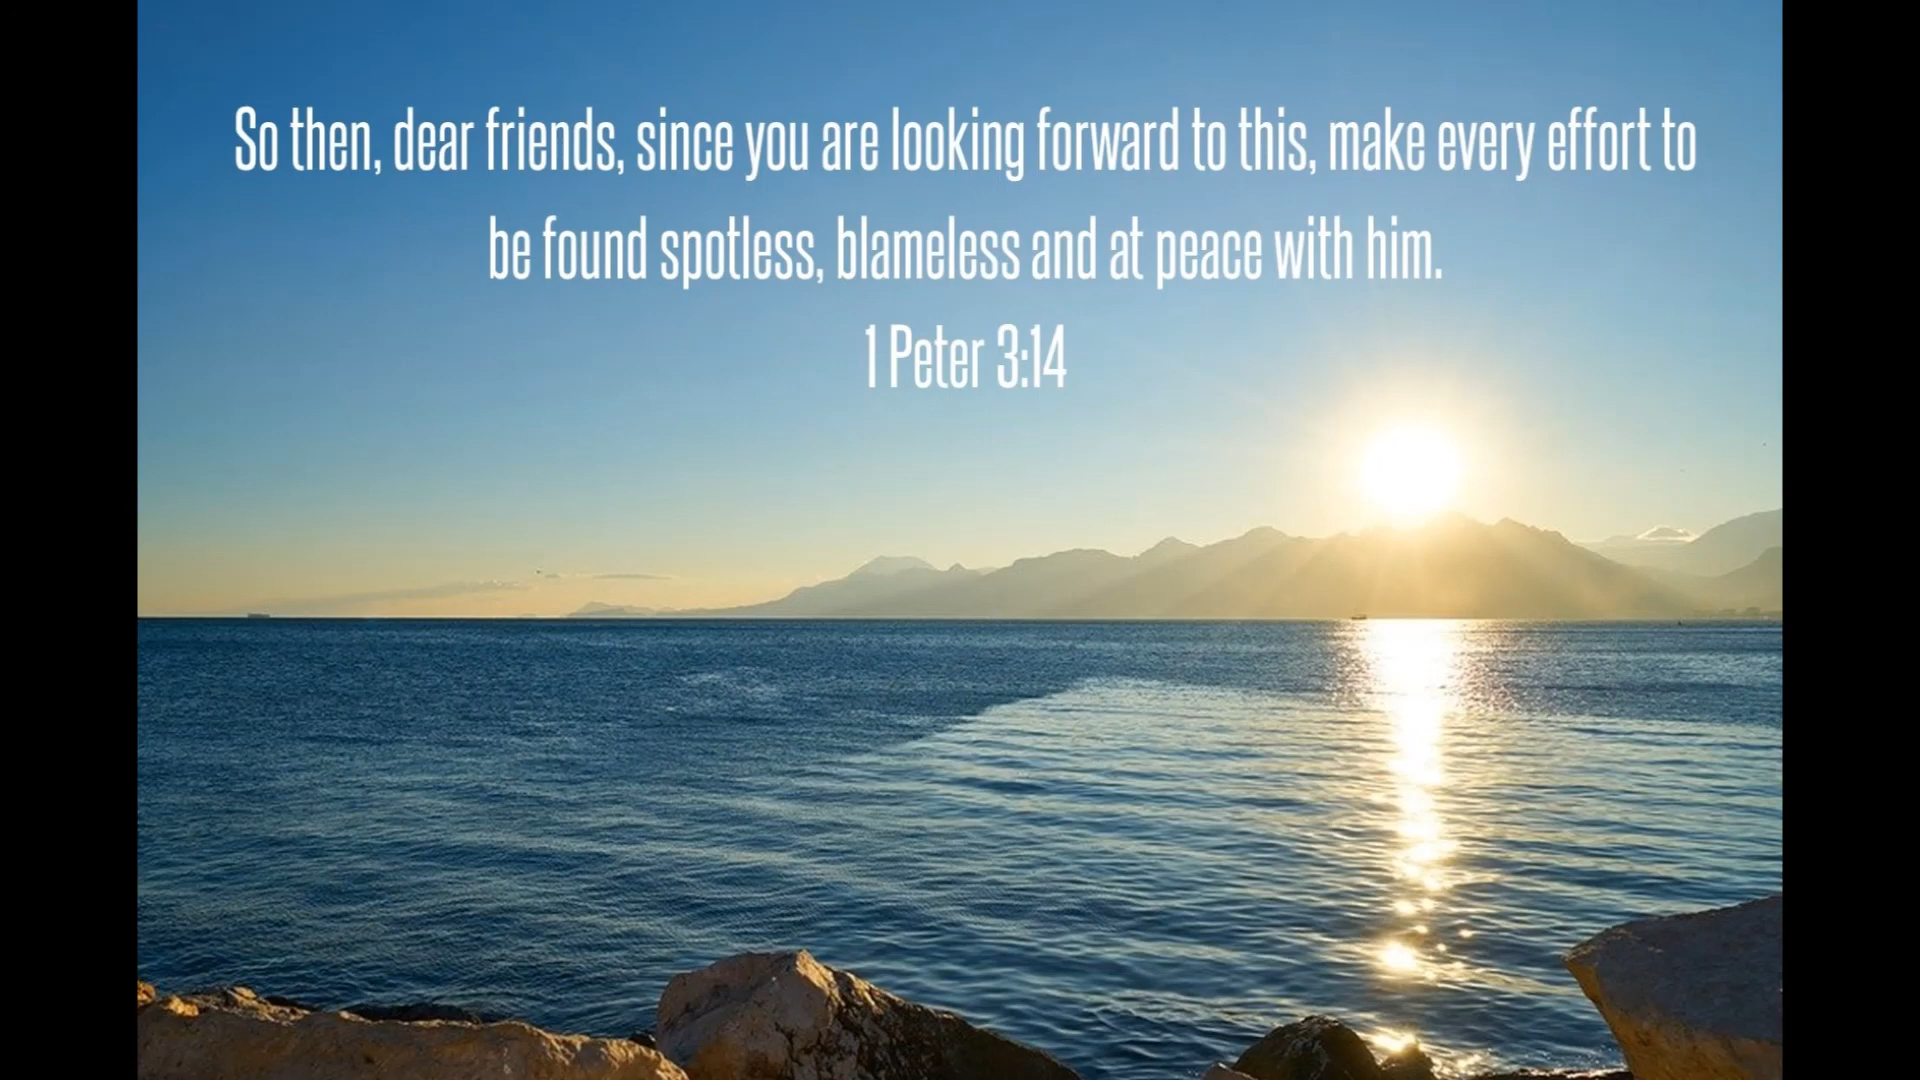 So then, dear friends, since you are looking forward to this, make every effort to
be found spotless, blameless and at peace with him.
1 Peter 3:14